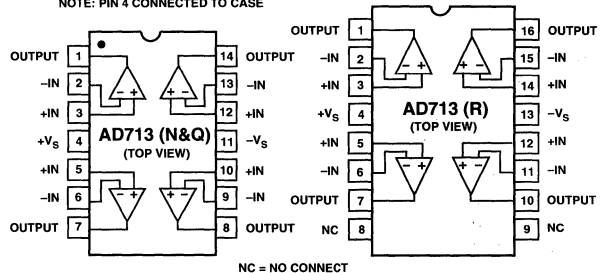 NOTE: PIN 4 CONNECTED TO CASE
OUTPUT 1 14 OUTPUT
–IN 2 13 –IN
– + + –
+IN 3 12 +IN
+VS 4 AD713 (N&Q) 11 –VS
(TOP VIEW)
+IN 5 10 +IN
– + + –
–IN 6 9 –IN
OUTPUT 7 8 OUTPUT
OUTPUT 1 16 OUTPUT
–IN 2 15 –IN
– + + –
+IN 3 14 +IN
+VS 4 AD713 (R) 13 –VS
(TOP VIEW)
+IN 5 12 +IN
– + + –
–IN 6 11 –IN
OUTPUT 7 10 OUTPUT
NC 8 9 NC
NC = NO CONNECT